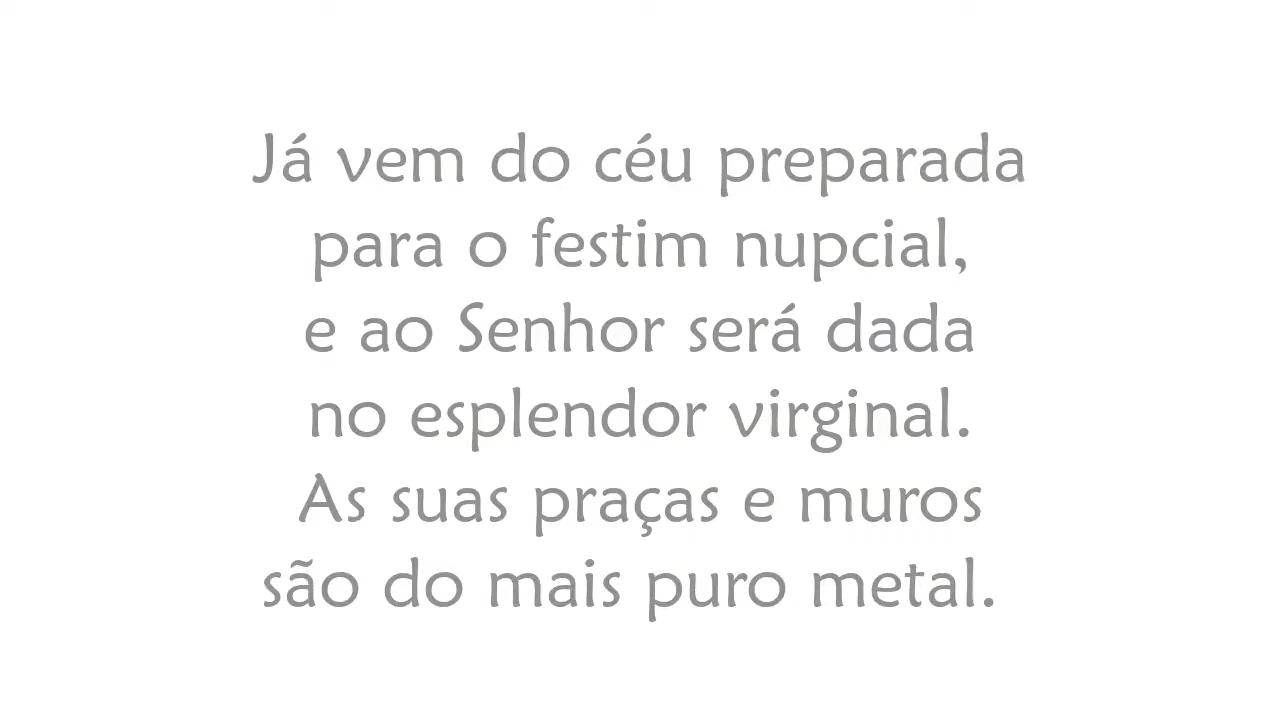 Já vem do céu preparada
para o festim nupcial,
e ao Senhor será dada
no esplendor virginal.
As suas praças e muros
são do mais puro metal.